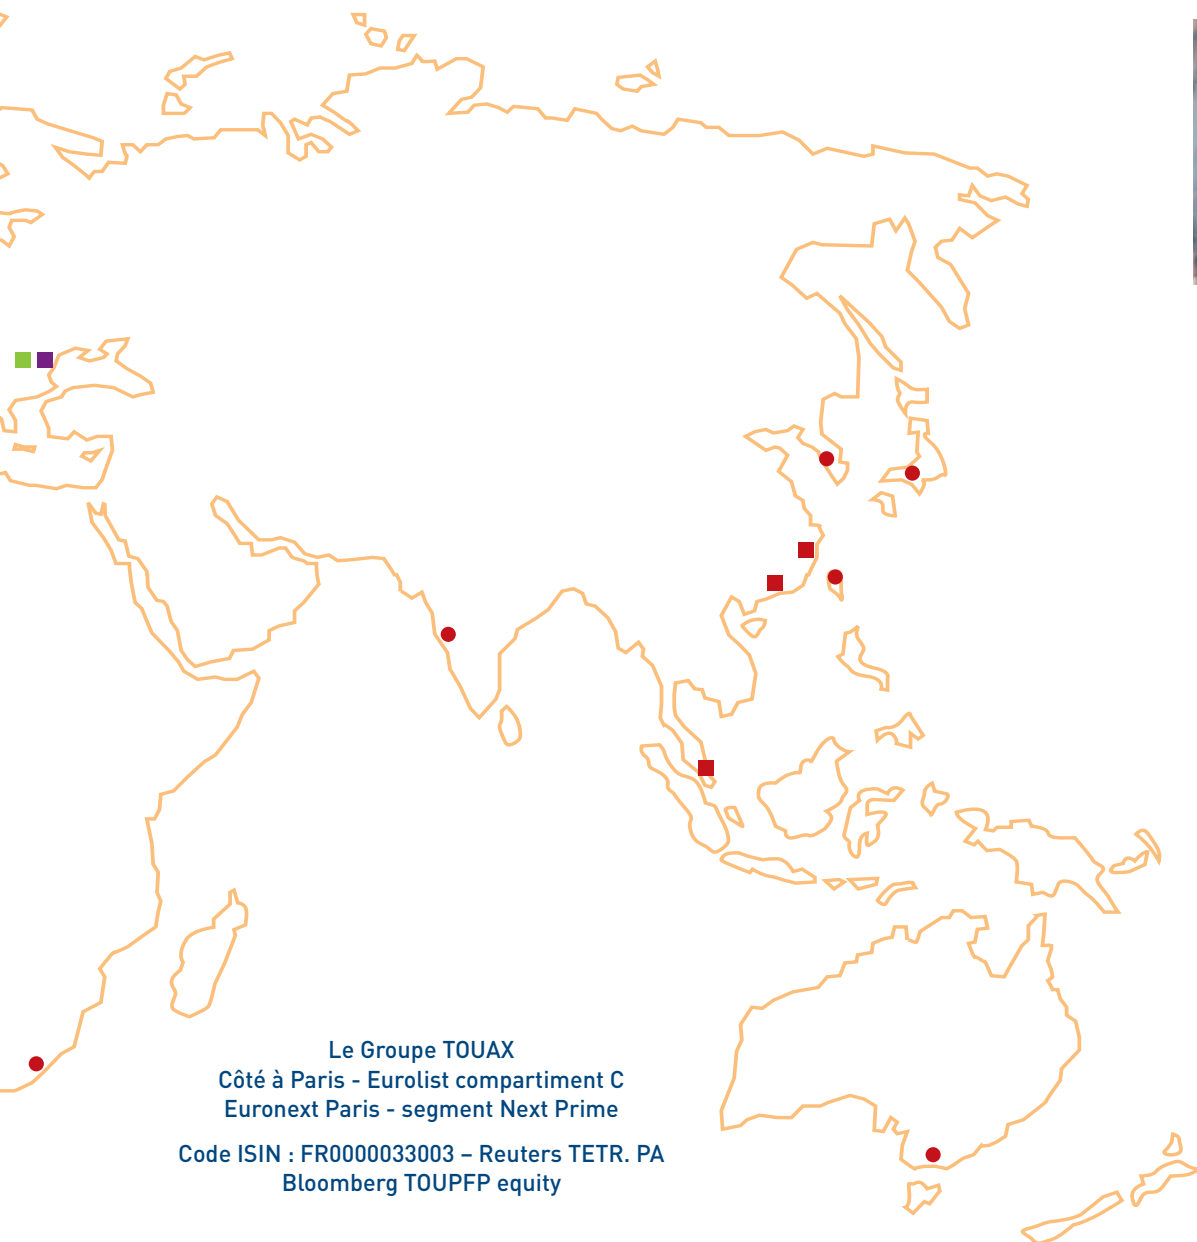 Le Groupe TOUAX
Côté à Paris - Eurolist compartiment C
Euronext Paris - segment Next Prime
Code ISIN : FR0000033003 – Reuters TETR. PA
Bloomberg TOUPFP equity